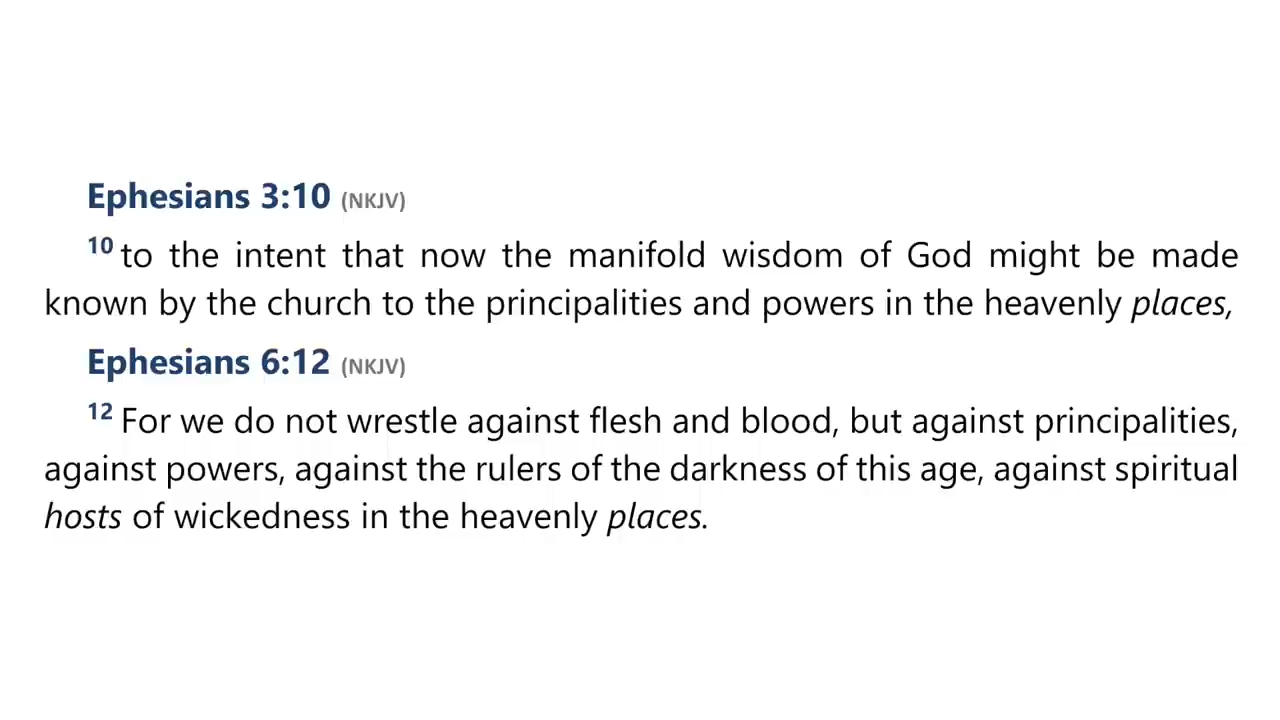 Ephesians 3:10 (NKJV)
10 to the intent that now the manifold wisdom of God might be made
known by the church to the principalities and powers in the heavenly places,
Ephesians 6:12 (NKJV)
12 For we do not wrestle against flesh and blood, but against principalities,
against powers, against the rulers of the darkness of this age, against spiritual
hosts of wickedness in the heavenly places.